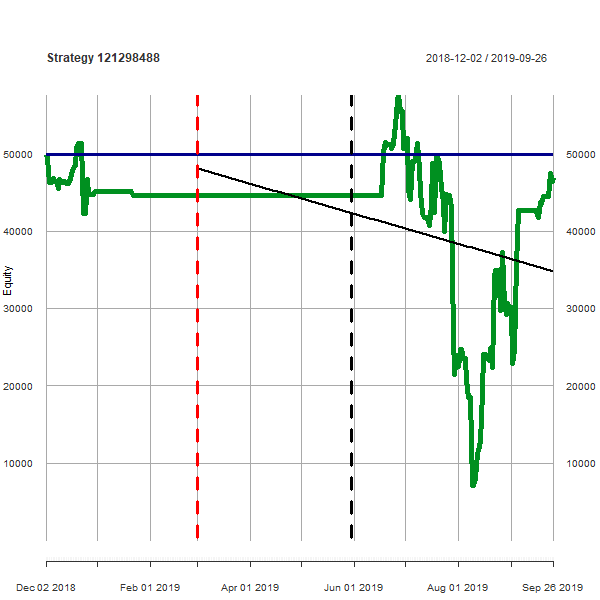 Strategy 121298488
2018-12-02 / 2019-09-26
50000
50000
40000
40000
Equity
30000
30000
20000
20000
10000
10000
Dec 02 2018
Feb 01 2019
Apr 01 2019
Jun 01 2019
Aug 01 2019
Sep 26 2019